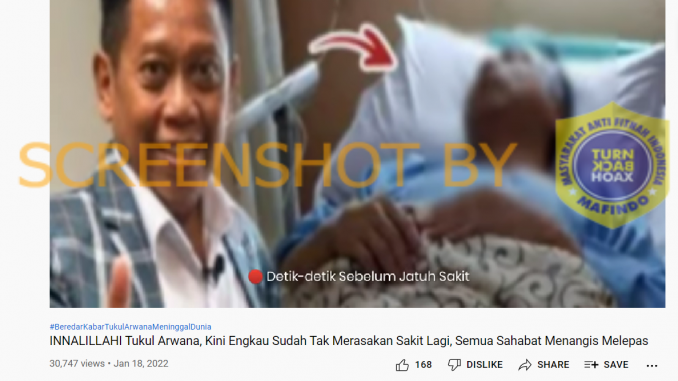 SCREENSHOT BY
MASYARAKAT ANTI FITNAH INDONESIA
TURN
BACK
HOAX
MAFINDO
Detik-detik Sebelum Jatuh Sakit
#BeredarKabarTukulArwanaMeninggalDunia
INNALILLAHI Tukul Arwana, Kini Engkau Sudah Tak Merasakan Sakit Lagi, Semua Sahabat Menangis Melepas
30,747 views • Jan 18, 2022
168 DISLIKE SHARE SAVE